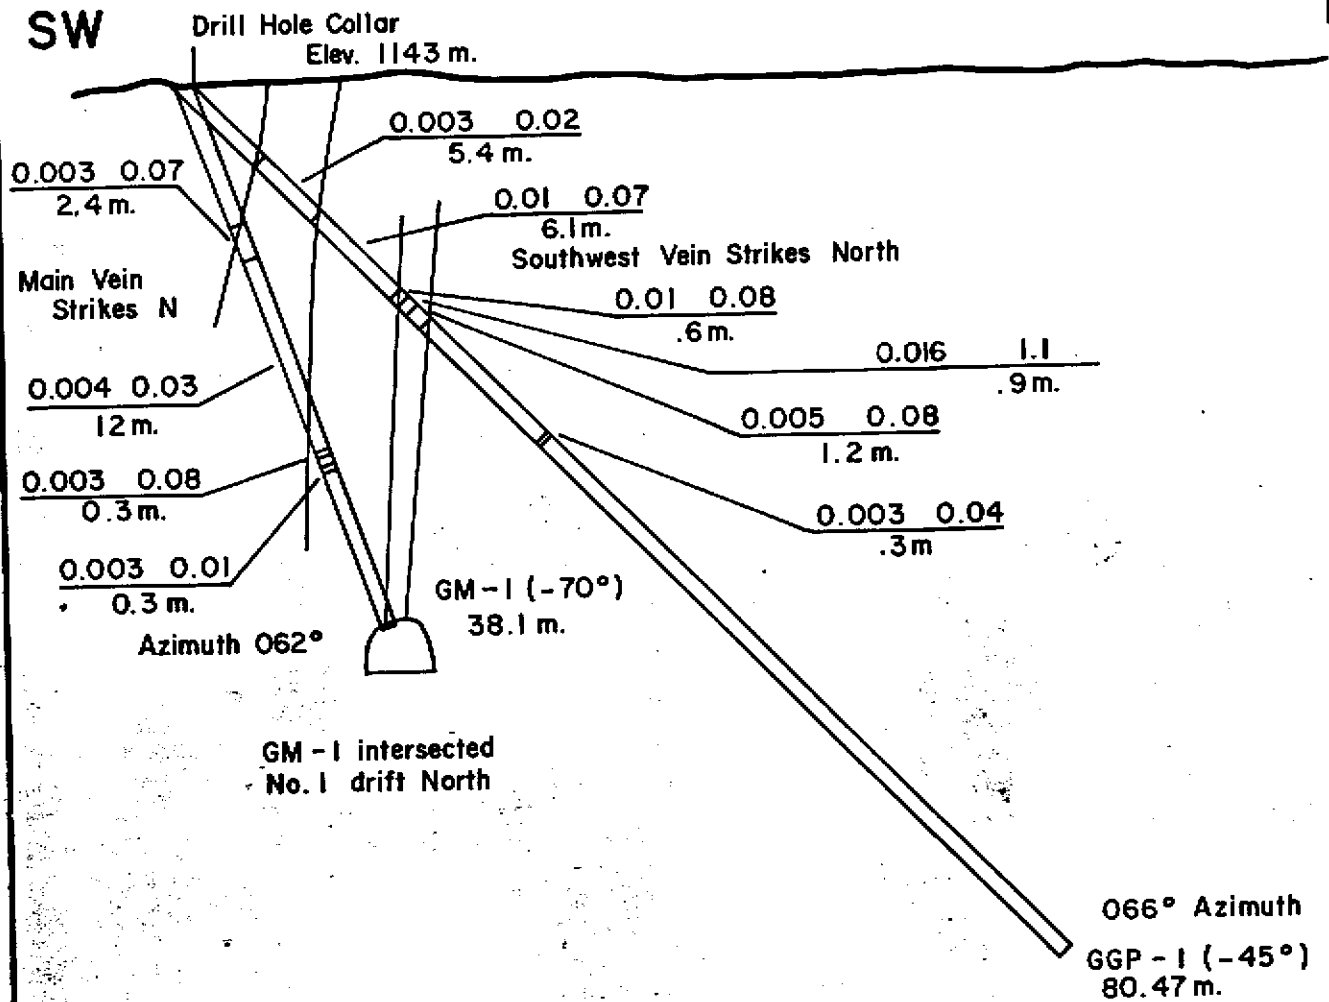 SW
Drill Hole Collar
Elev. 1143 m.
0.003 0.02
5.4 m.
0.003 0.07
2.4 m.
0.01 0.07
6.1m.
Southwest Vein Strikes North
Main Vein
Strikes N
0.01 0.08
.6 m.
0.016 1.1
.9 m.
0.004 0.03
12 m.
0.005 0.08
1.2 m.
0.003 0.08
0.3 m.
0.003 0.04
.3m
0.003 0.01
0.3 m.
GM-1 (-70°)
38.1 m.
Azimuth 062°
GM-1 intersected
No. 1 drift North
066° Azimuth
GGP-1 (-45°)
80.47 m.